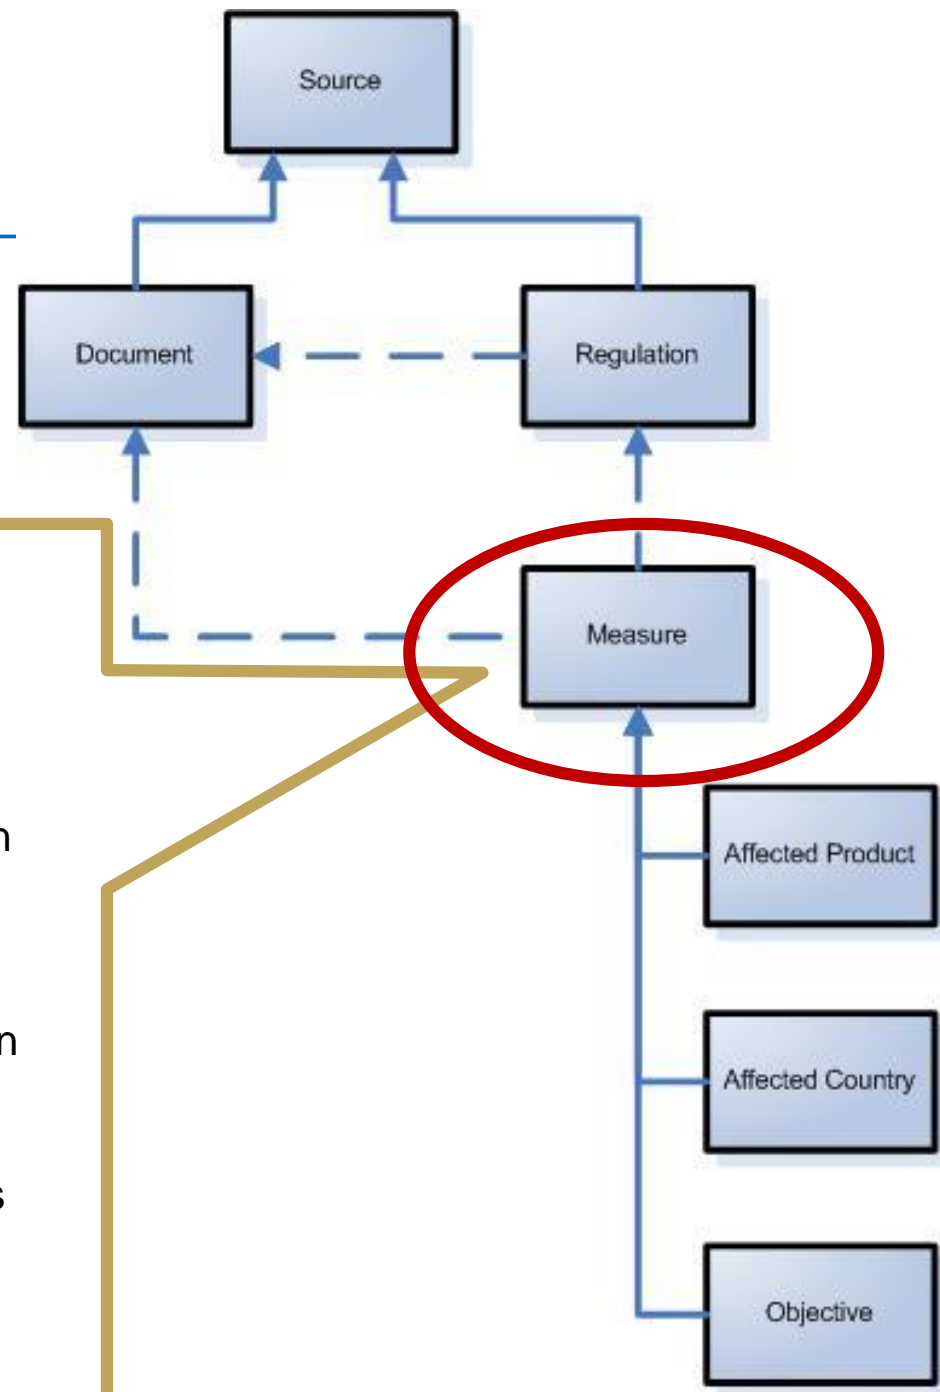 Source
Document
Regulation
Measure
Affected Product
Affected Country
Objective